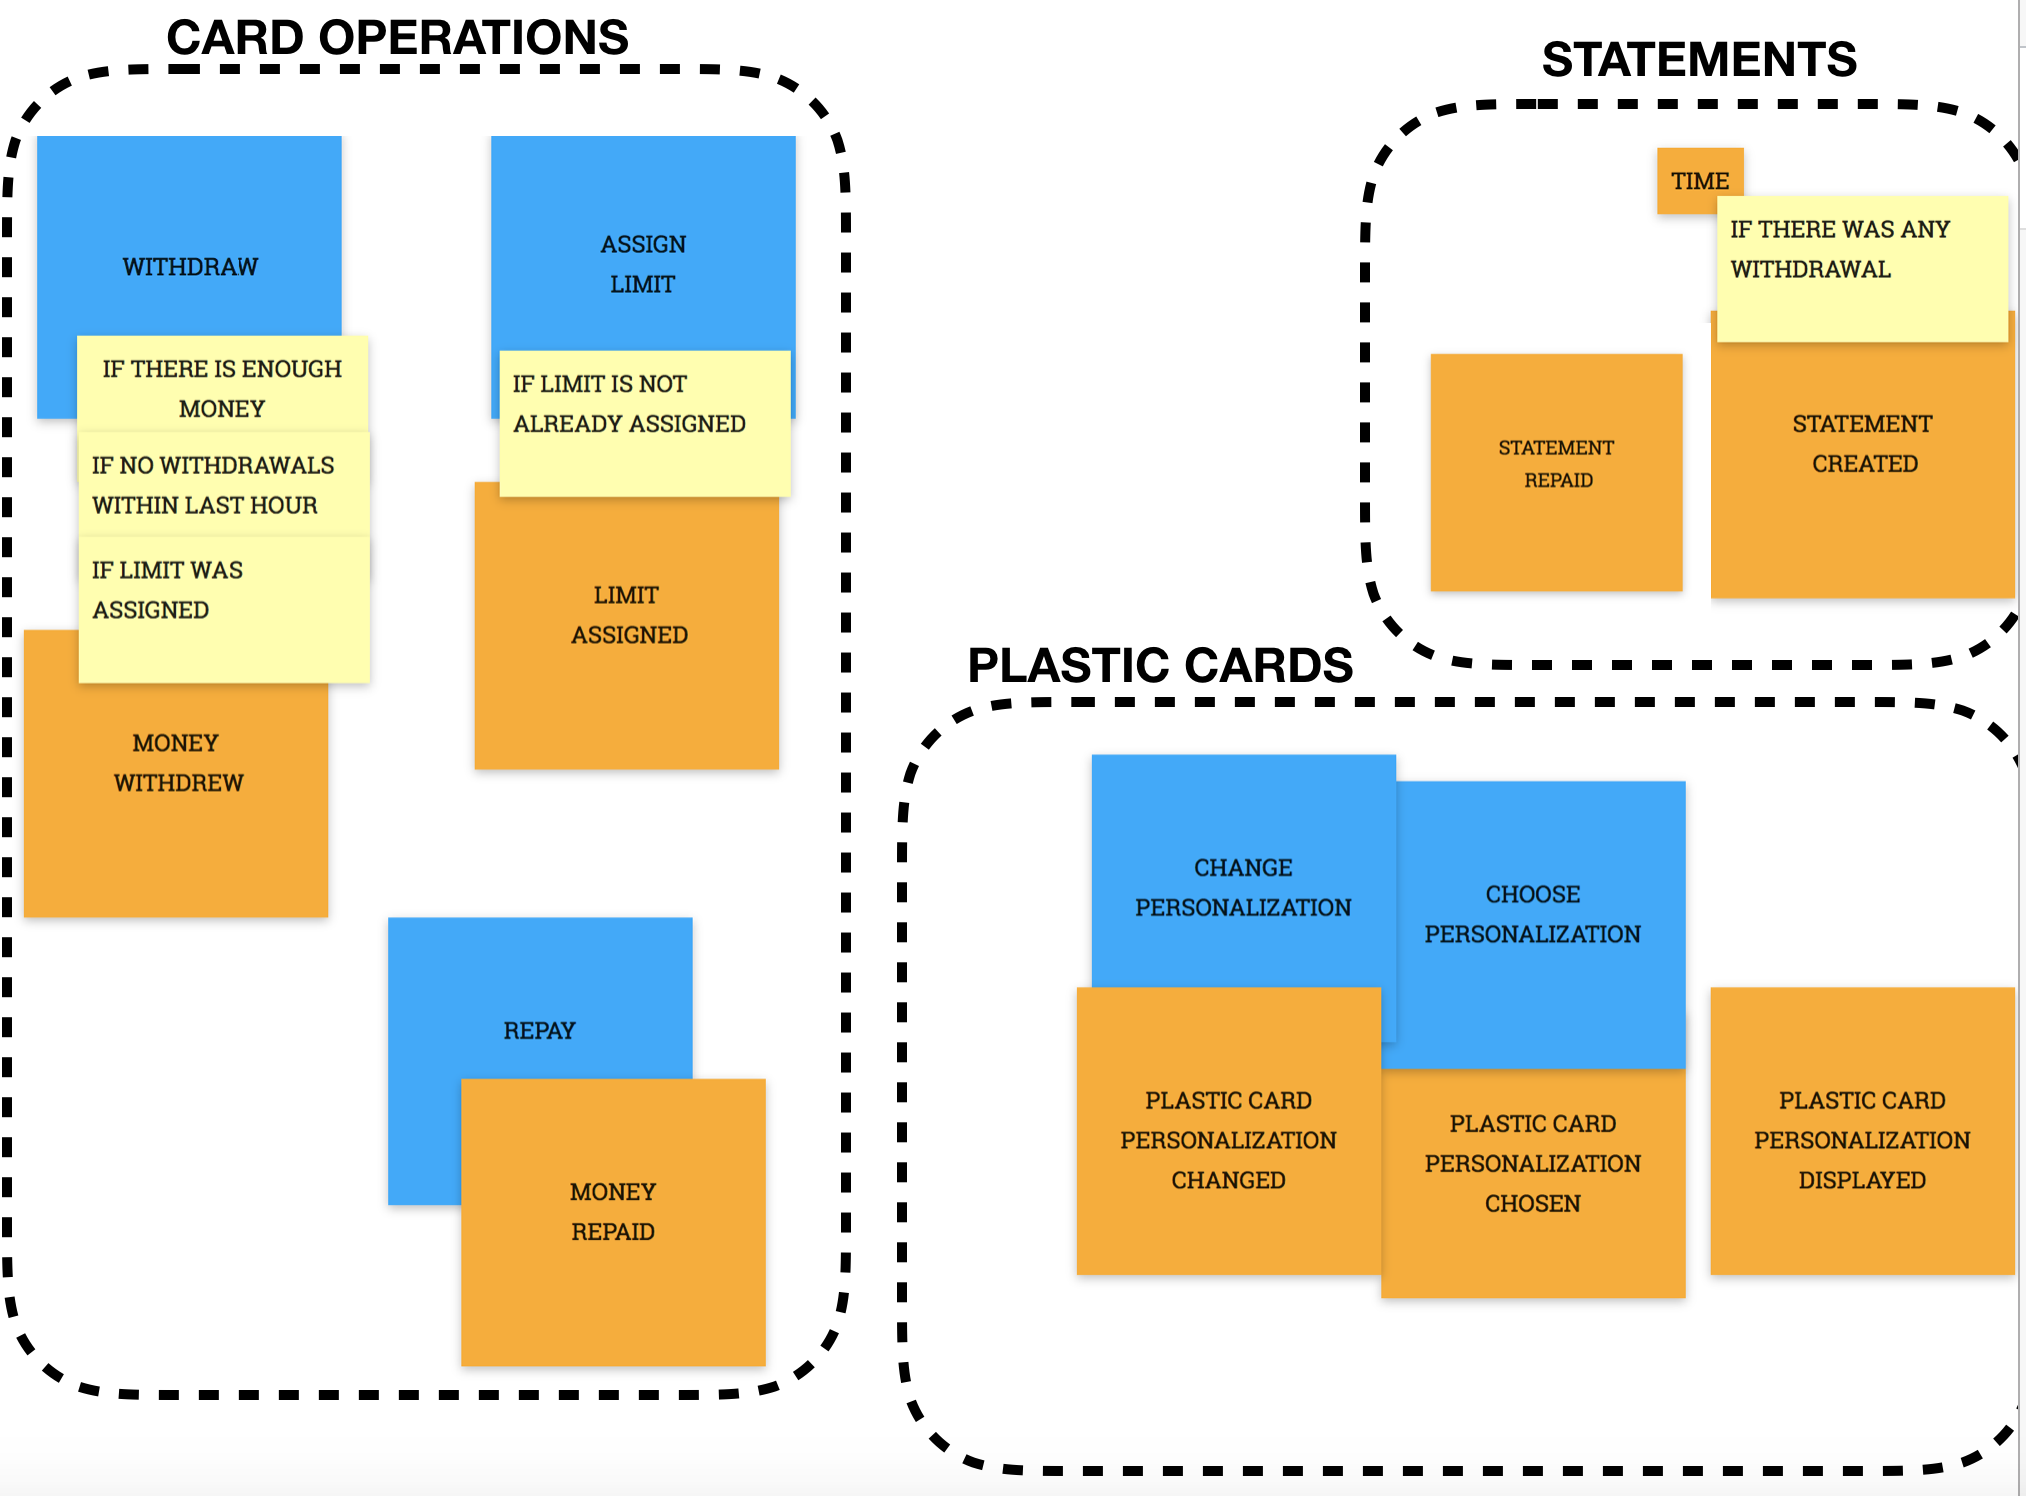 CARD OPERATIONS
WITHDRAW
IF THERE IS ENOUGH
MONEY
IF NO WITHDRAWALS
WITHIN LAST HOUR
IF LIMIT WAS
ASSIGNED
MONEY
WITHDREW
ASSIGN
LIMIT
IF LIMIT IS NOT
ALREADY ASSIGNED
LIMIT
ASSIGNED
REPAY
MONEY
REPAID
STATEMENTS
TIME
IF THERE WAS ANY
WITHDRAWAL
STATEMENT
REPAID
STATEMENT
CREATED
PLASTIC CARDS
CHANGE
PERSONALIZATION
CHOOSE
PERSONALIZATION
PLASTIC CARD
PERSONALIZATION
CHANGED
PLASTIC CARD
PERSONALIZATION
CHOSEN
PLASTIC CARD
PERSONALIZATION
DISPLAYED